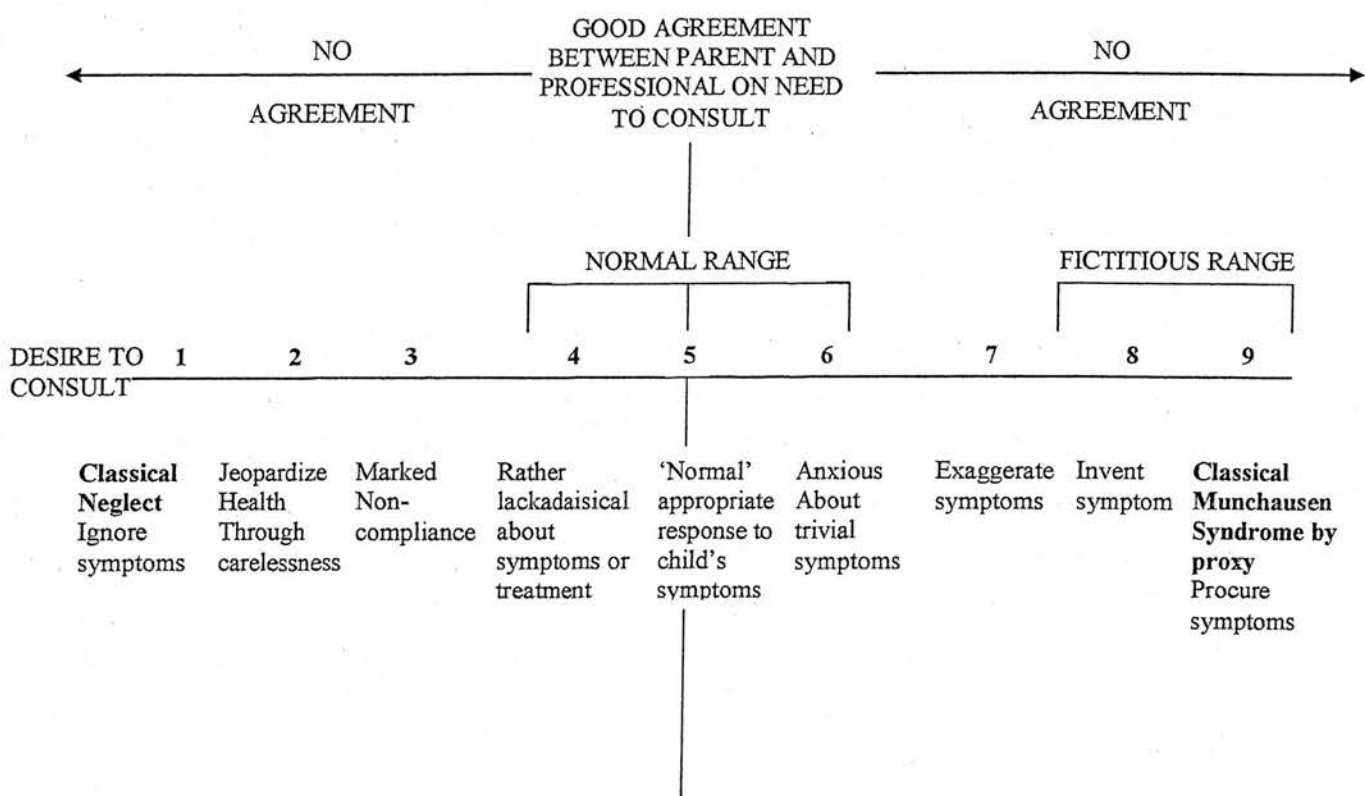 GOOD AGREEMENT
BETWEEN PARENT AND
PROFESSIONAL ON NEED
TO CONSULT
NO
AGREEMENT
NO
AGREEMENT
NORMAL RANGE
FICTITIOUS RANGE
DESIRE TO
CONSULT
1 2 3 4 5 6 7 8 9
Classical
Neglect
Ignore
symptoms
Jeopardize
Health
Through
carelessness
Marked
Non-
compliance
Rather
lackadaisical
about
symptoms or
treatment
‘Normal’
appropriate
response to
child's
symptoms
Anxious
About
trivial
symptoms
Exaggerate
symptoms
Invent
symptom
Classical
Munchausen
Syndrome by
proxy
Procure
symptoms